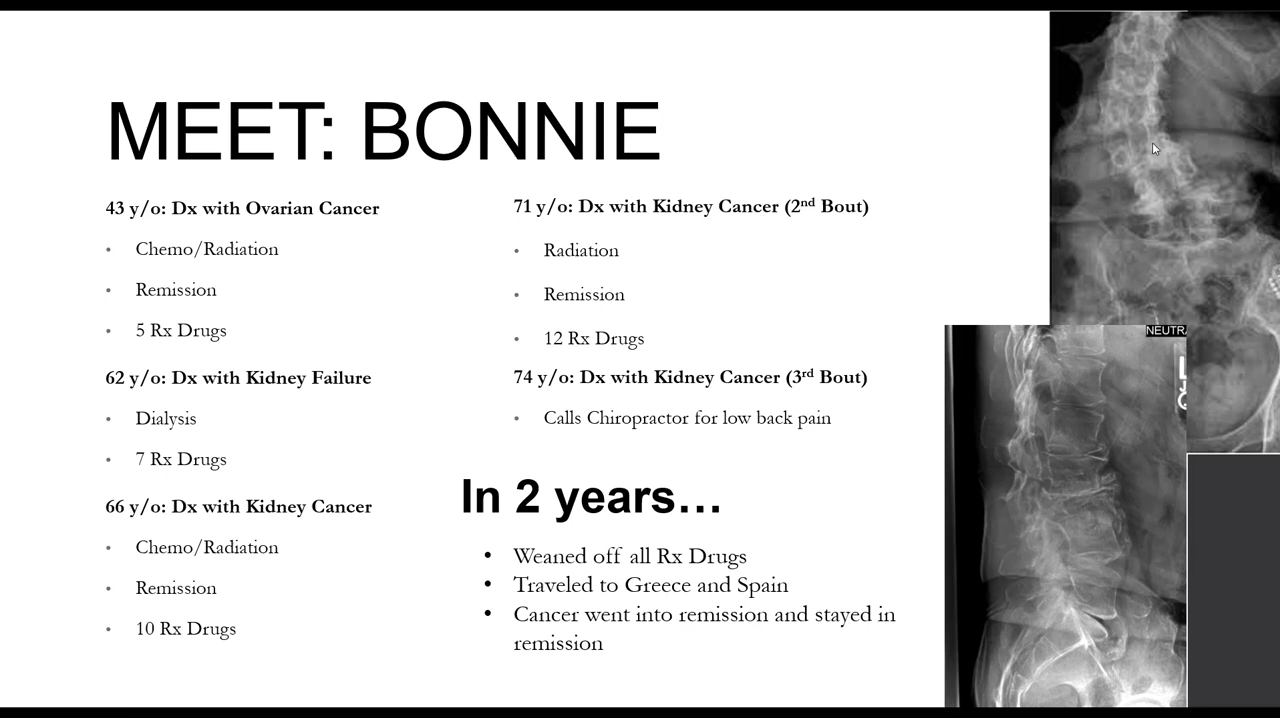 MEET: BONNIE
43 y/o: Dx with Ovarian Cancer
• Chemo/Radiation
• Remission
• 5 Rx Drugs
62 y/o: Dx with Kidney Failure
• Dialysis
• 7 Rx Drugs
66 y/o: Dx with Kidney Cancer
• Chemo/Radiation
• Remission
• 10 Rx Drugs
71 y/o: Dx with Kidney Cancer (2nd Bout)
• Radiation
• Remission
• 12 Rx Drugs
74 y/o: Dx with Kidney Cancer (3rd Bout)
• Calls Chiropractor for low back pain
In 2 years…
• Weaned off all Rx Drugs
• Traveled to Greece and Spain
• Cancer went into remission and stayed in
remission
NEUTRA
L